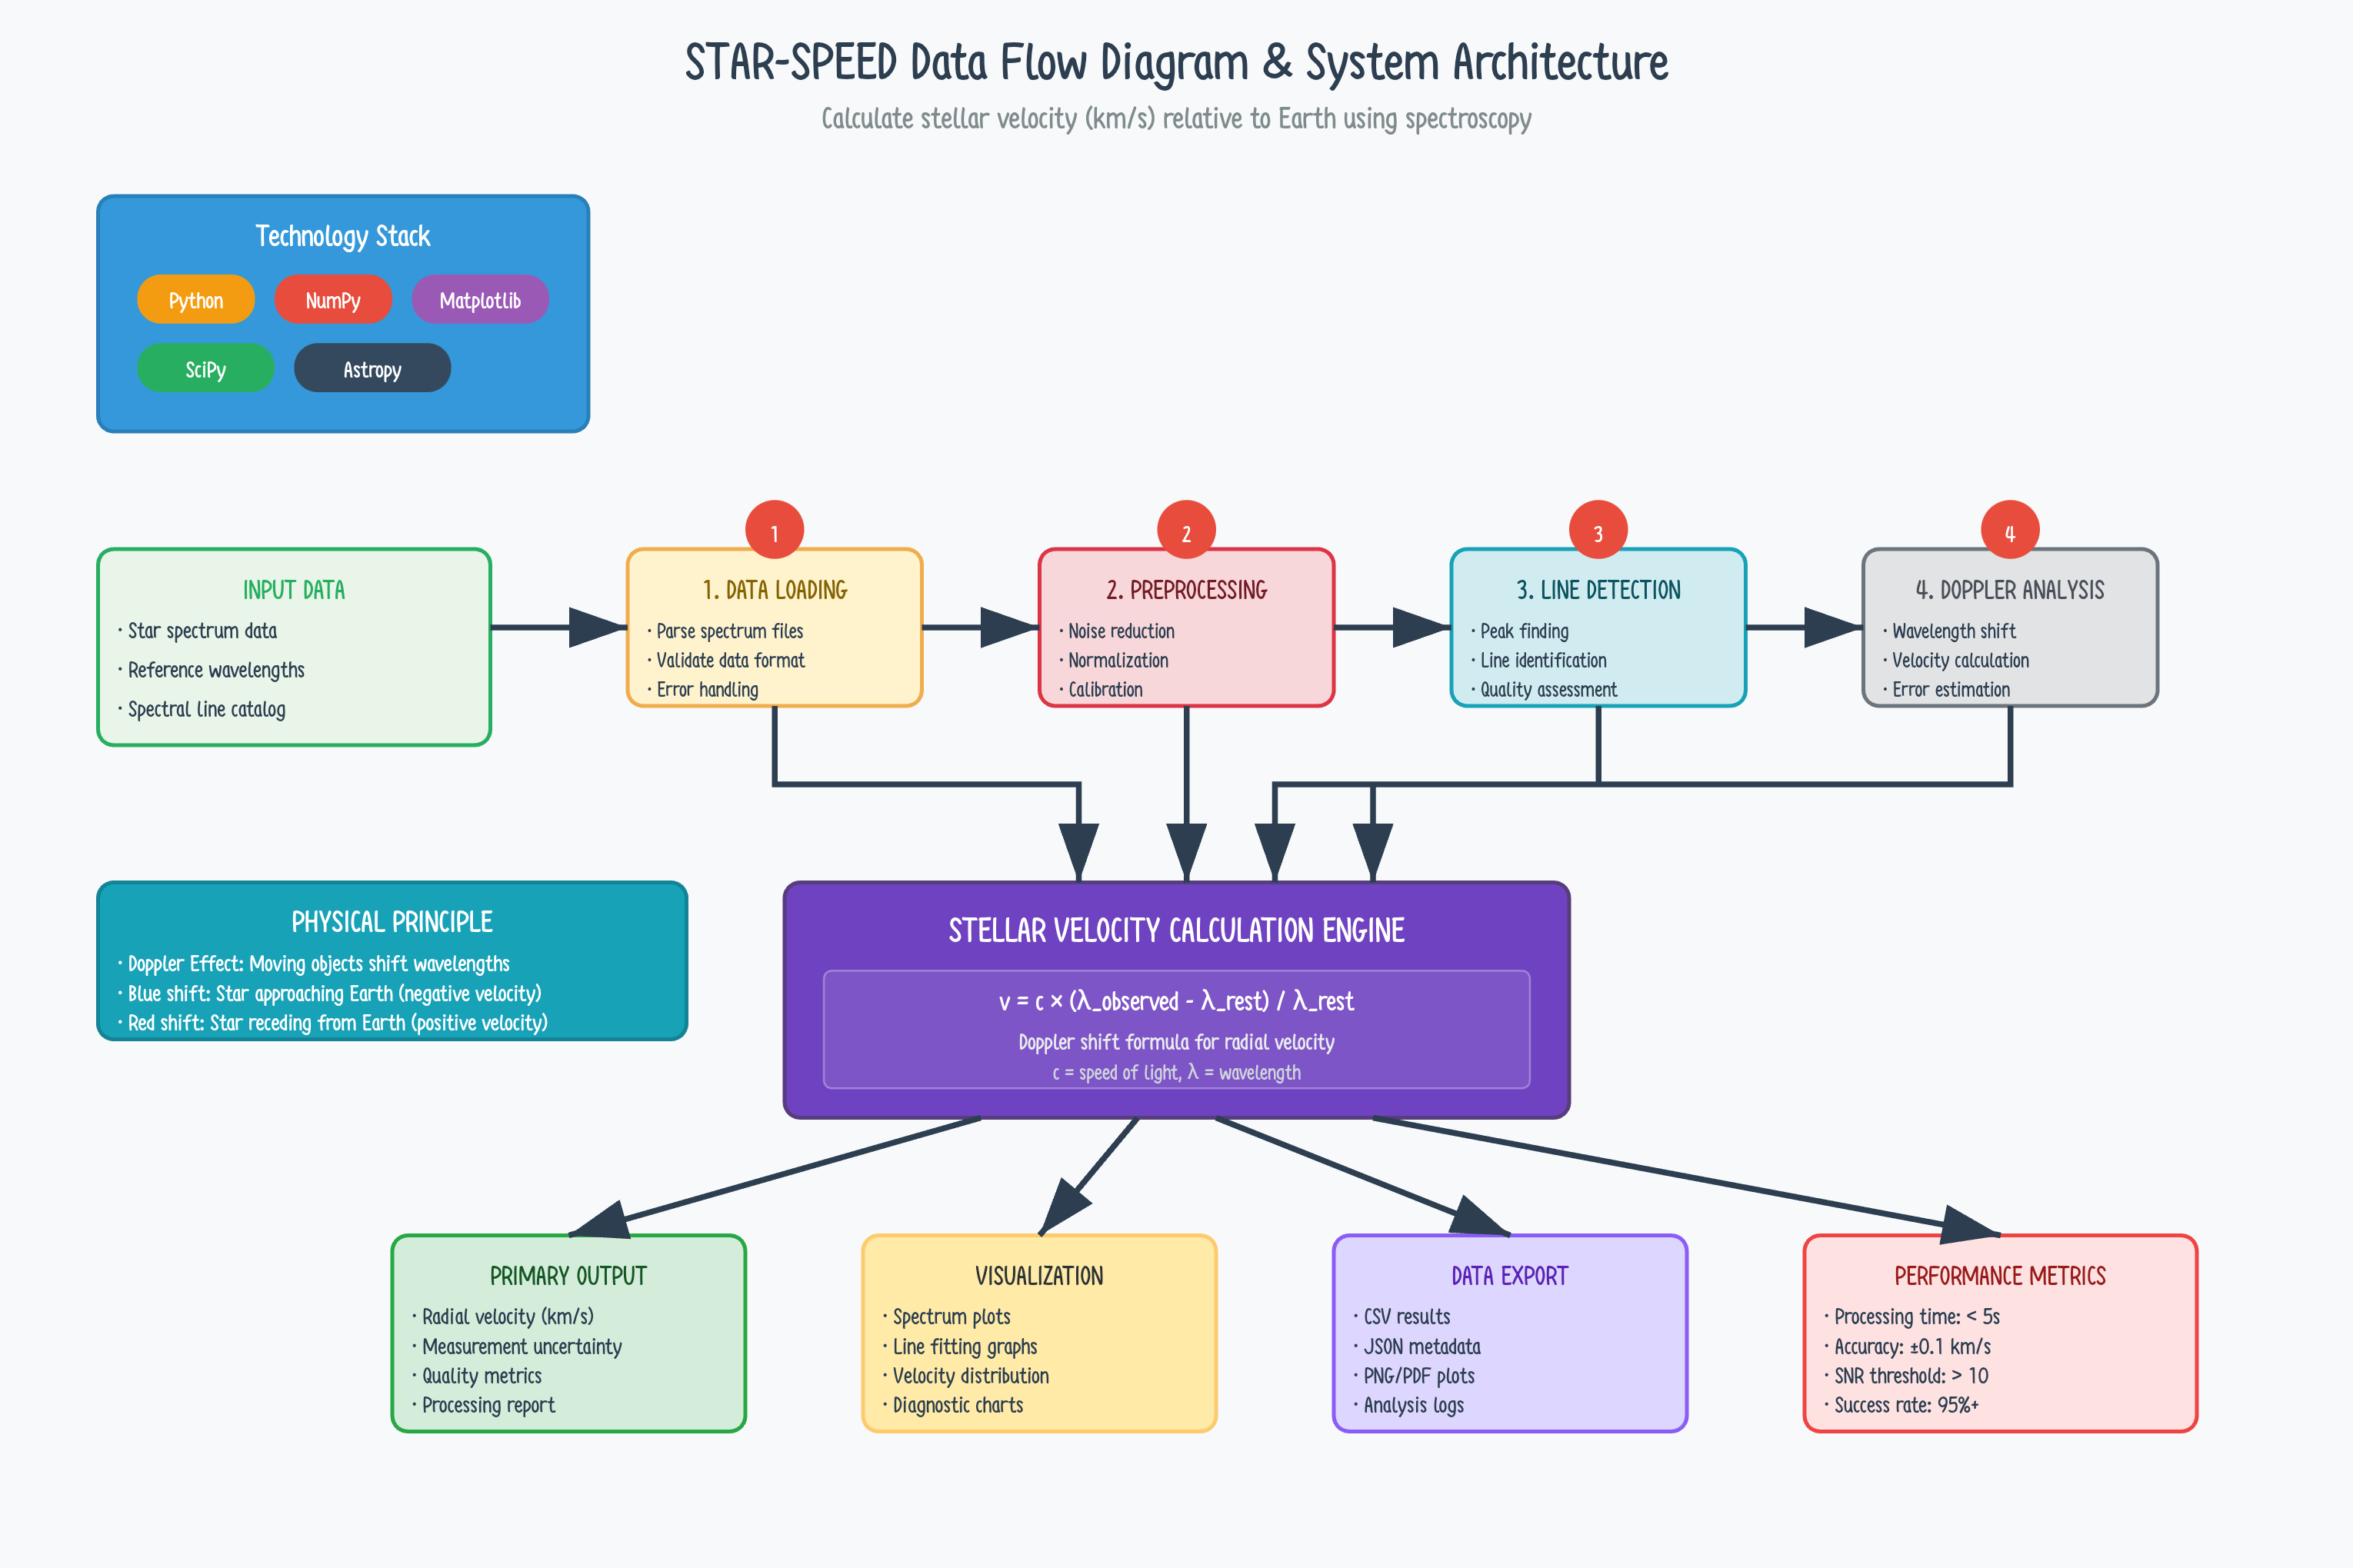 STAR-SPEED Data Flow Diagram & System Architecture
Calculate stellar velocity (km/s) relative to Earth using spectroscopy
Technology Stack
Python
NumPy
Matplotlib
SciPy
Astropy
INPUT DATA
· Star spectrum data
· Reference wavelengths
· Spectral line catalog
1
1. DATA LOADING
· Parse spectrum files
· Validate data format
· Error handling
2
2. PREPROCESSING
· Noise reduction
· Normalization
· Calibration
3
3. LINE DETECTION
· Peak finding
· Line identification
· Quality assessment
4
4. DOPPLER ANALYSIS
· Wavelength shift
· Velocity calculation
· Error estimation
PHYSICAL PRINCIPLE
· Doppler Effect: Moving objects shift wavelengths
· Blue shift: Star approaching Earth (negative velocity)
· Red shift: Star receding from Earth (positive velocity)
STELLAR VELOCITY CALCULATION ENGINE
v = c × (λ_observed - λ_rest) / λ_rest
Doppler shift formula for radial velocity
c = speed of light, λ = wavelength
PRIMARY OUTPUT
· Radial velocity (km/s)
· Measurement uncertainty
· Quality metrics
· Processing report
VISUALIZATION
· Spectrum plots
· Line fitting graphs
· Velocity distribution
· Diagnostic charts
DATA EXPORT
· CSV results
· JSON metadata
· PNG/PDF plots
· Analysis logs
PERFORMANCE METRICS
· Processing time: < 5s
· Accuracy: ±0.1 km/s
· SNR threshold: > 10
· Success rate: 95%+